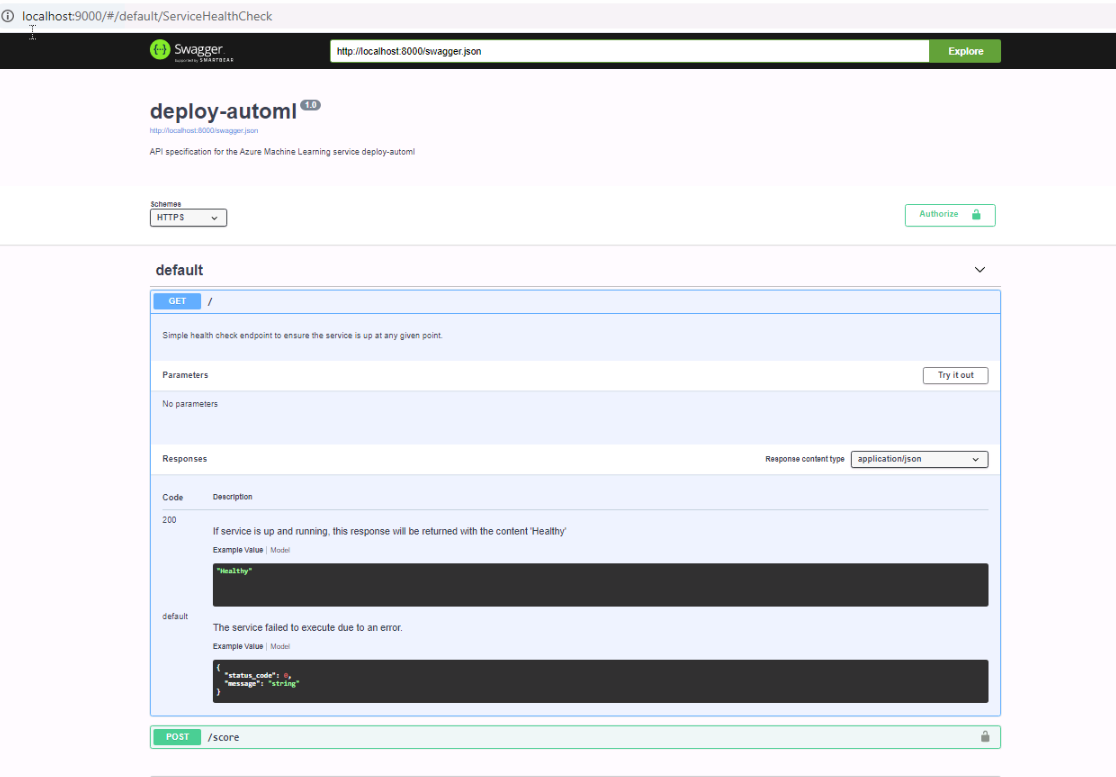 localhost:9000/#/default/ServiceHealthCheck
Swagger
Supported by SMARTBEAR
http://localhost:8000/swagger.json
Explore
deploy-automl 1.0
http://localhost:8000/swagger.json
API specification for the Azure Machine Learning service deploy-automl
Schemes
HTTPS
Authorize
default
GET /
Simple health check endpoint to ensure the service is up at any given point.
Parameters
Try it out
No parameters
Responses
Response content type application/json
Code Description
200
If service is up and running, this response will be returned with the content 'Healthy'
Example Value | Model
"Healthy"
default
The service failed to execute due to an error.
Example Value | Model
{
"status_code": 0,
"message": "string"
}
POST /score